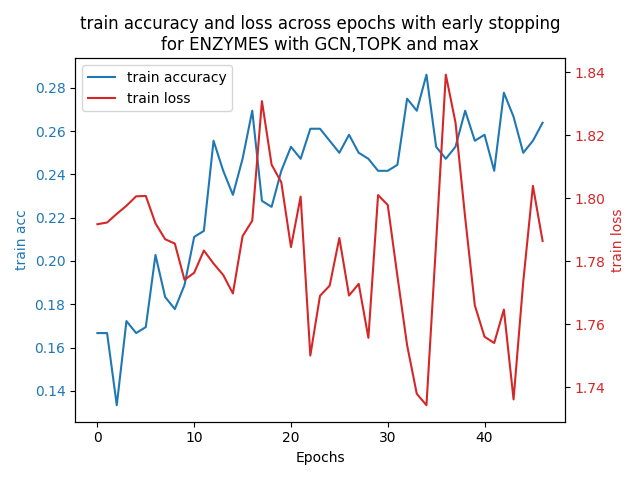 train accuracy and loss across epochs with early stopping
for ENZYMES with GCN,TOPK and max
train accuracy
train loss
0.28
0.26
0.24
0.22
0.20
0.18
0.16
0.14
train acc
1.84
1.82
1.80
1.78
1.76
1.74
train loss
0 10 20 30 40
Epochs